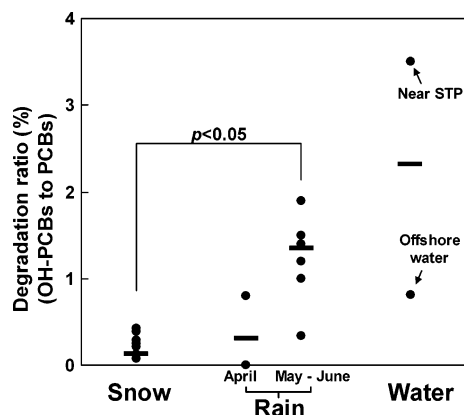 Degradation ratio (%)
(OH-PCBs to PCBs)
4
3
2
1
0
p<0.05
Near STP
Offshore
water
April
May - June
Snow
Rain
Water